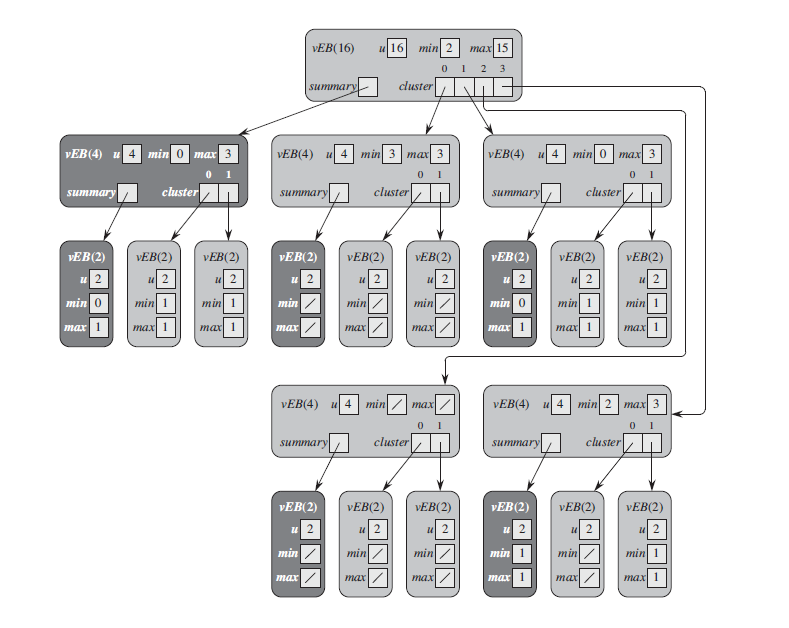 vEB(16) u 16 min 2 max 15
0 1 2 3
summary cluster
vEB(4) u 4 min 0 max 3
0 1
summary cluster
vEB(4) u 4 min 3 max 3
0 1
summary cluster
vEB(4) u 4 min 0 max 3
0 1
summary cluster
vEB(2)
u 2
min 0
max 1
vEB(2)
u 2
min 1
max 1
vEB(2)
u 2
min 1
max 1
vEB(2)
u 2
min /
max /
vEB(2)
u 2
min /
max /
vEB(2)
u 2
min /
max /
vEB(2)
u 2
min 0
max 1
vEB(2)
u 2
min 1
max 1
vEB(2)
u 2
min 1
max 1
vEB(4) u 4 min / max /
0 1
summary cluster
vEB(4) u 4 min 2 max 3
0 1
summary cluster
vEB(2)
u 2
min /
max /
vEB(2)
u 2
min /
max /
vEB(2)
u 2
min /
max /
vEB(2)
u 2
min 1
max 1
vEB(2)
u 2
min /
max /
vEB(2)
u 2
min 1
max 1